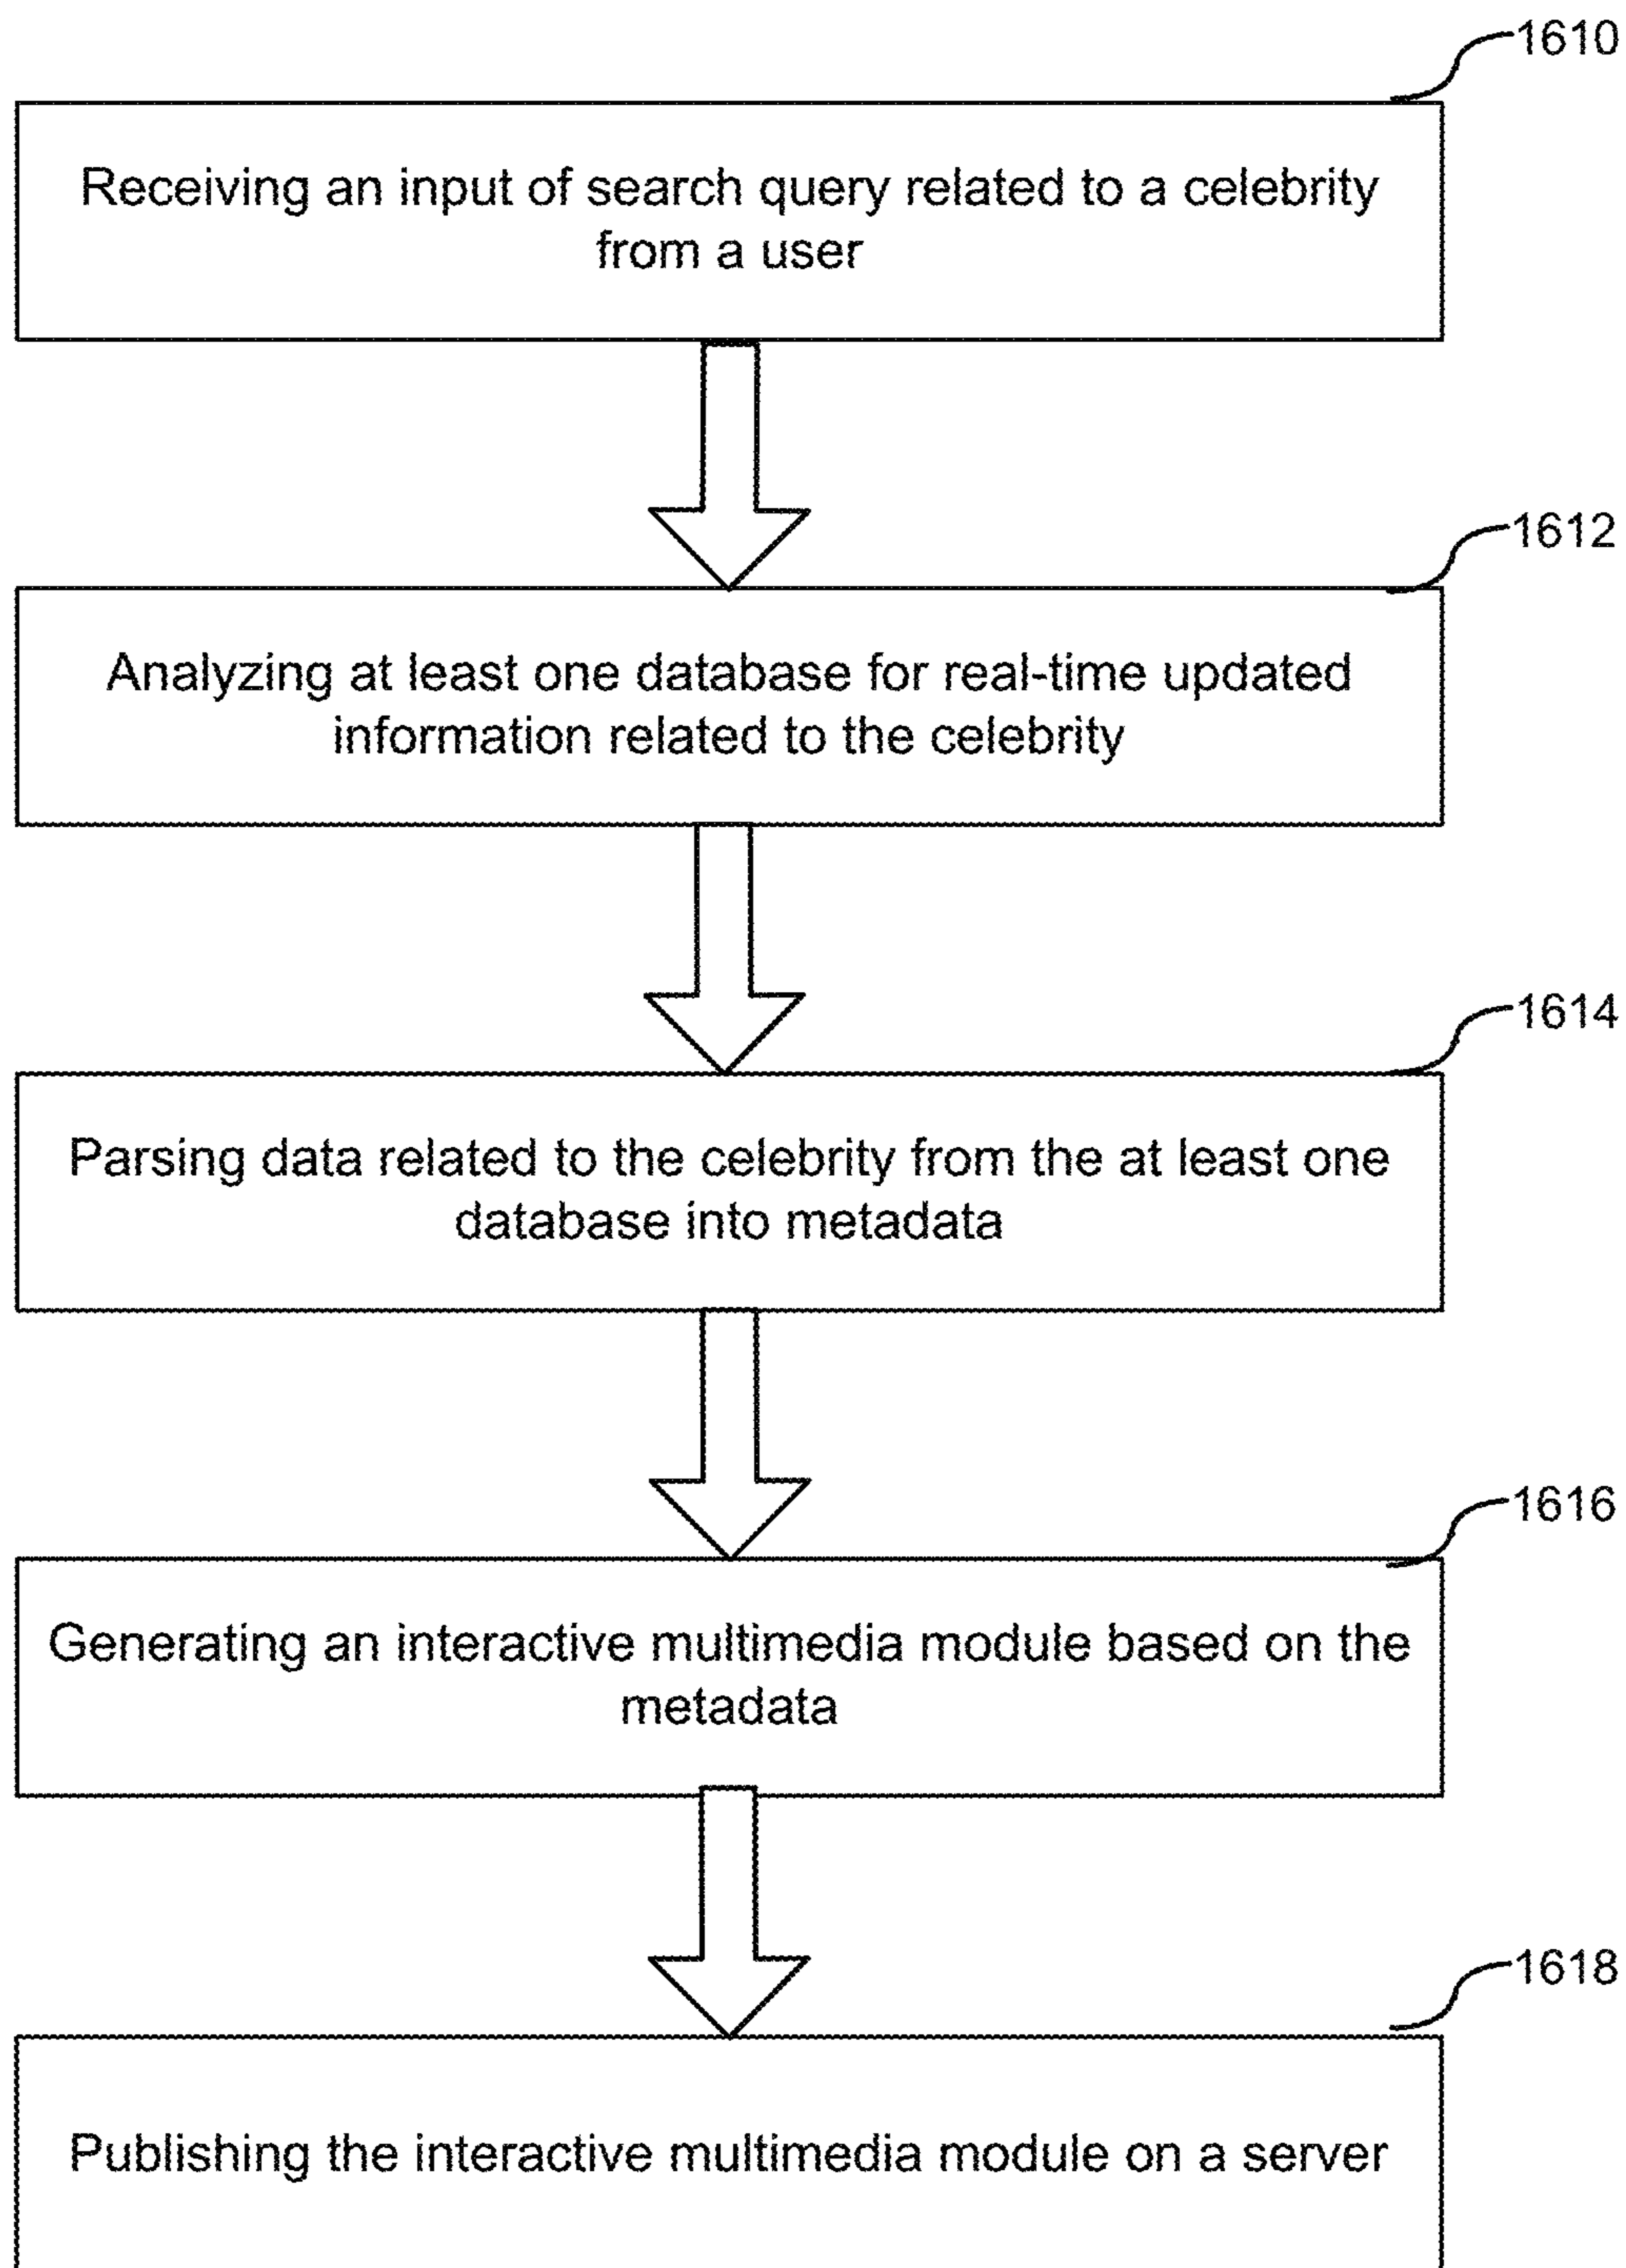 1610
Receiving an input of search query related to a celebrity
from a user
1612
Analyzing at least one database for real-time updated
information related to the celebrity
1614
Parsing data related to the celebrity from the at least one
database into metadata
1616
Generating an interactive multimedia module based on the
metadata
1618
Publishing the interactive multimedia module on a server